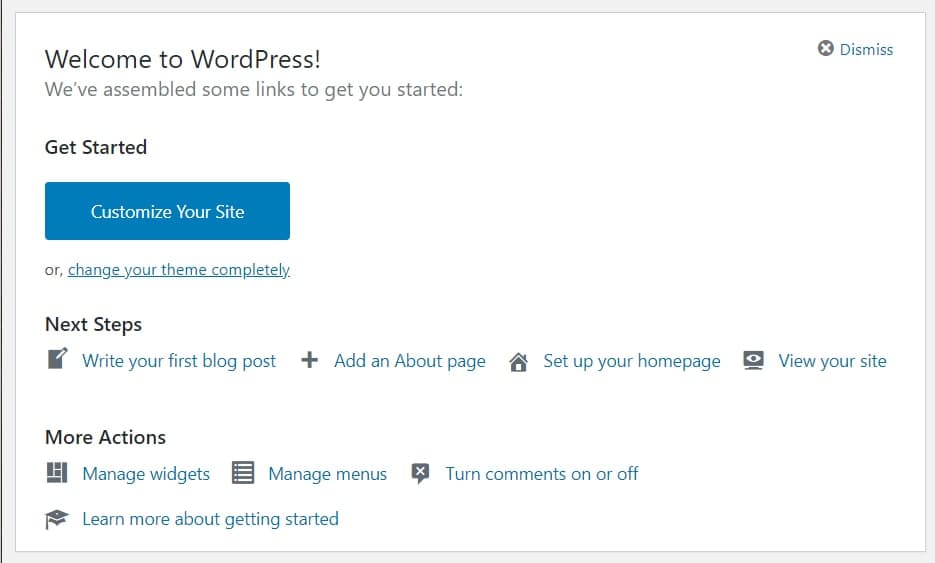 Welcome to WordPress!
Dismiss
We've assembled some links to get you started:
Get Started
Customize Your Site
or, change your theme completely
Next Steps
Write your first blog post Add an About page Set up your homepage View your site
More Actions
Manage widgets Manage menus Turn comments on or off
Learn more about getting started